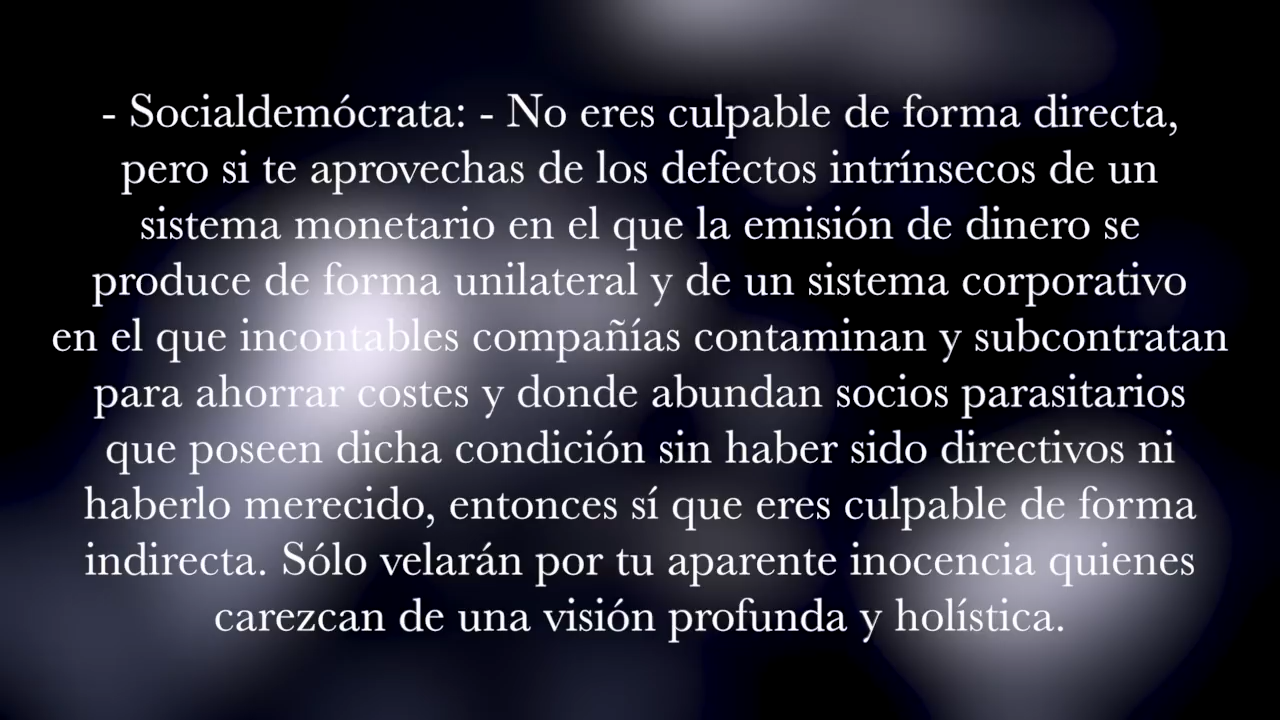 - Socialdemócrata: - No eres culpable de forma directa,
pero si te aprovechas de los defectos intrínsecos de un
sistema monetario en el que la emisión de dinero se
produce de forma unilateral y de un sistema corporativo
en el que incontables compañías contaminan y subcontratan
para ahorrar costes y donde abundan socios parasitarios
que poseen dicha condición sin haber sido directivos ni
haberlo merecido, entonces sí que eres culpable de forma
indirecta. Sólo velarán por tu aparente inocencia quienes
carezcan de una visión profunda y holística.